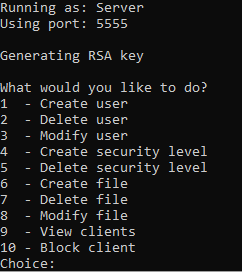 Running as: Server
Using port: 5555
Generating RSA key
What would you like to do?
1  - Create user
2  - Delete user
3  - Modify user
4  - Create security level
5  - Delete security level
6  - Create file
7  - Delete file
8  - Modify file
9  - View clients
10 - Block client
Choice: